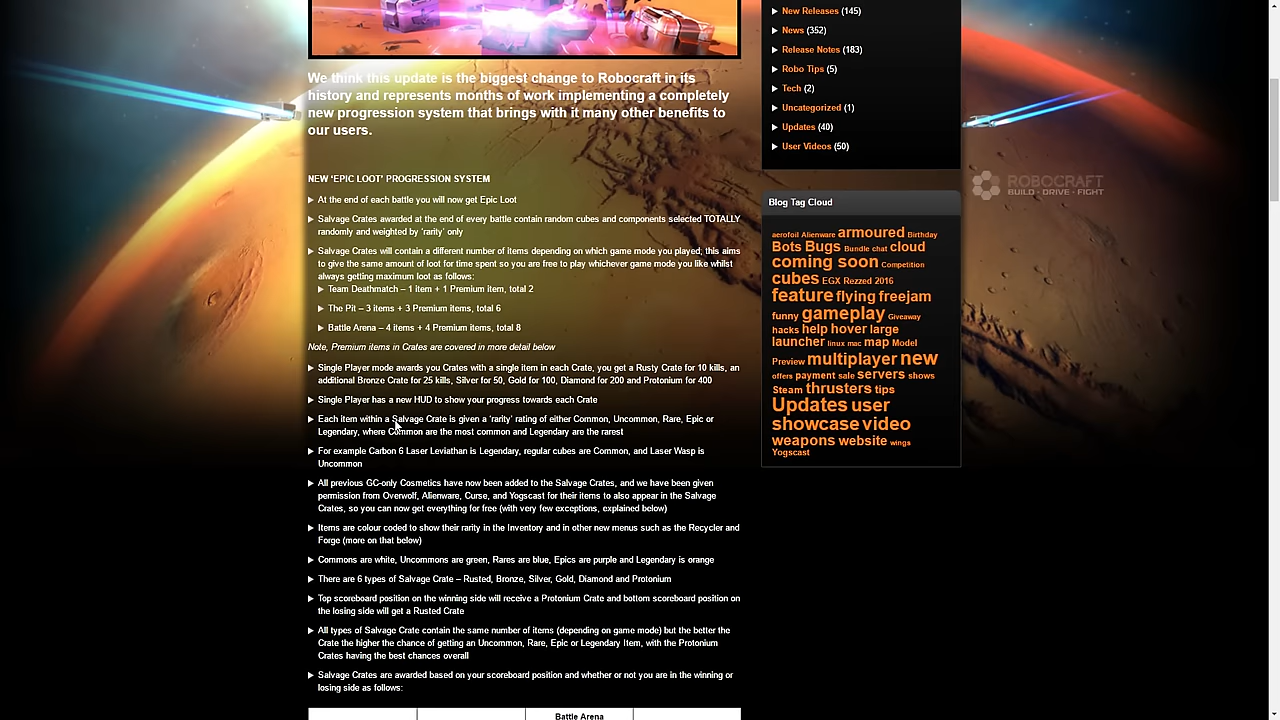 We think this update is the biggest change to Robocraft in its
history and represents months of work implementing a completely
new progression system that brings with it many other benefits to
our users.
NEW 'EPIC LOOT' PROGRESSION SYSTEM
At the end of each battle you will now get Epic Loot
Salvage Crates awarded at the end of every battle contain random cubes and components selected TOTALLY
randomly and weighted by 'rarity' only
Salvage Crates will contain a different number of items depending on which game mode you played; this aims
to give the same amount of loot for time spent so you are free to play whichever game mode you like whilst
always getting maximum loot as follows:
Team Deathmatch – 1 item + 1 Premium item, total 2
The Pit – 3 items + 3 Premium items, total 6
Battle Arena – 4 items + 4 Premium items, total 8
Note, Premium items in Crates are covered in more detail below
Single Player mode awards you Crates with a single item in each Crate, you get a Rusty Crate for 10 kills, an
additional Bronze Crate for 25 kills, Silver for 50, Gold for 100, Diamond for 200 and Protonium for 400
Single Player has a new HUD to show your progress towards each Crate
Each item within a Salvage Crate is given a 'rarity' rating of either Common, Uncommon, Rare, Epic or
Legendary, where Common are the most common and Legendary are the rarest
For example Carbon 6 Laser Leviathan is Legendary, regular cubes are Common, and Laser Wasp is
Uncommon
All previous GC-only Cosmetics have now been added to the Salvage Crates, and we have been given
permission from Overwolf, Alienware, Curse, and Yogscast for their items to also appear in the Salvage
Crates, so you can now get everything for free (with very few exceptions, explained below)
Items are colour coded to show their rarity in the Inventory and in other new menus such as the Recycler and
Forge (more on that below)
Commons are white, Uncommons are green, Rares are blue, Epics are purple and Legendary is orange
There are 6 types of Salvage Crate – Rusted, Bronze, Silver, Gold, Diamond and Protonium
Top scoreboard position on the winning side will receive a Protonium Crate and bottom scoreboard position on
the losing side will get a Rusted Crate
All types of Salvage Crate contain the same number of items (depending on game mode) but the better the
Crate the higher the chance of getting an Uncommon, Rare, Epic or Legendary Item, with the Protonium
Crates having the best chances overall
Salvage Crates are awarded based on your scoreboard position and whether or not you are in the winning or
losing side as follows:
Battle Arena
New Releases (145)
News (352)
Release Notes (183)
Robo Tips (5)
Tech (2)
Uncategorized (1)
Updates (40)
User Videos (50)
ROBOCRAFT
BUILD • DRIVE • FIGHT
Blog Tag Cloud
aerofoil Alienware armoured Birthday
Bots Bugs Bundle chat cloud
coming soon Competition
cubes EGX Rezzed 2016
feature flying freejam
funny gameplay Giveaway
hacks help hover large
launcher linux mac map Model
Preview multiplayer new
offers payment sale servers shows
Steam thrusters tips
Updates user
showcase video
weapons website wings
Yogscast